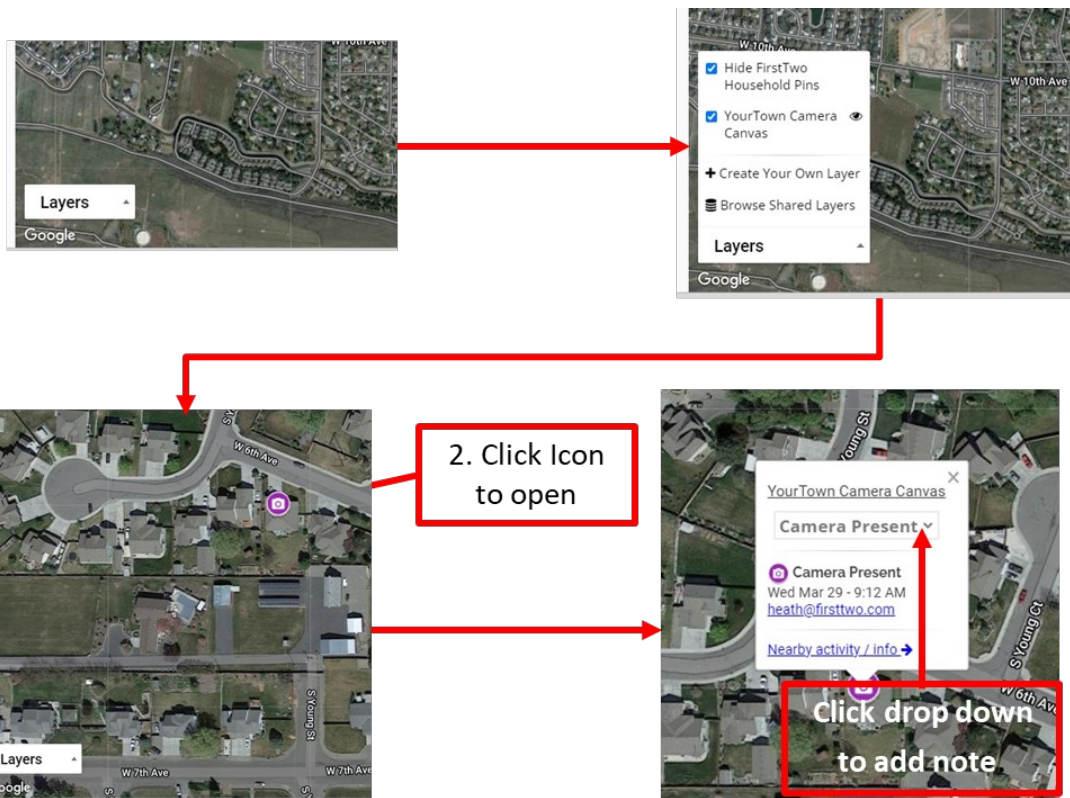 W 10th Ave
Layers
Google
W 10th Ave
W 10th Ave
Hide FirstTwo
Household Pins
YourTown Camera
Canvas
Create Your Own Layer
Browse Shared Layers
Layers
Google
W 6th Ave
2. Click Icon
to open
S Young St
Layers
W 7th Ave
W 7th Ave
oogle
S
S Y
Young St
YourTown Camera Canvas
Camera Present
Camera Present
Wed Mar 29 - 9:12 AM
heath@firsttwo.com
Nearby activity / info
S Young Ct
W 6th Ave
Click drop down
to add note